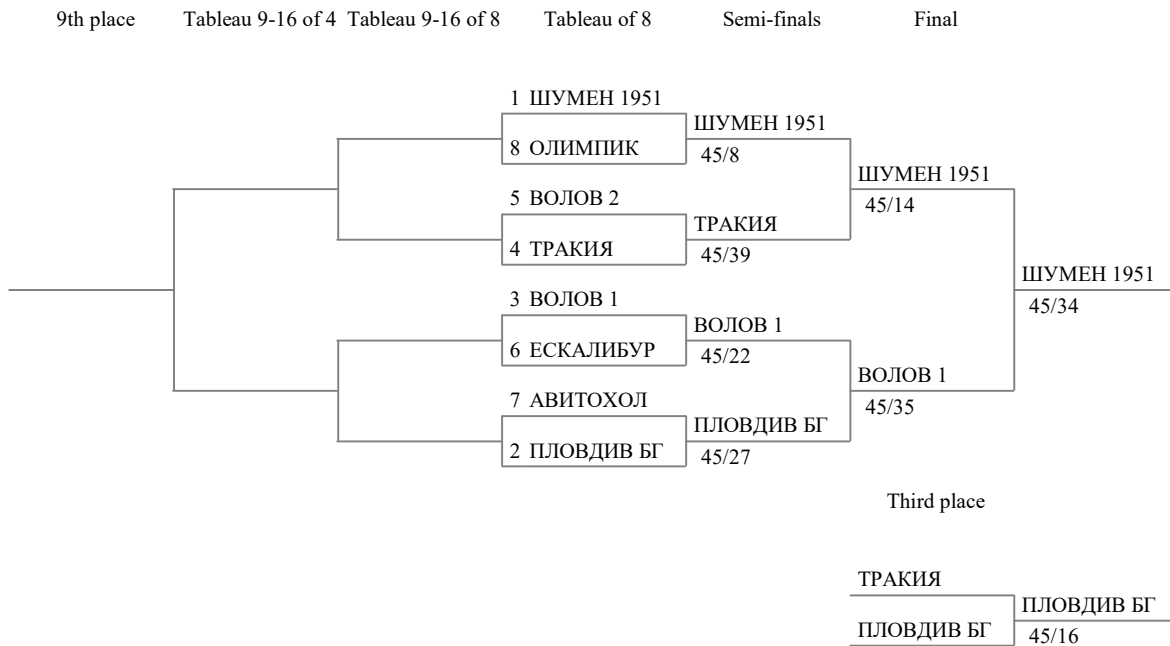 9th place Tableau 9-16 of 4 Tableau 9-16 of 8 Tableau of 8 Semi-finals Final
1 ШУМЕН 1951
ШУМЕН 1951
8 ОЛИМПИК
45/8
ШУМЕН 1951
45/14
5 ВОЛОВ 2
ТРАКИЯ
4 ТРАКИЯ
45/39
ШУМЕН 1951
45/34
3 ВОЛОВ 1
ВОЛОВ 1
6 ЕСКАЛИБУР
45/22
ВОЛОВ 1
45/35
7 АВИТОХОЛ
ПЛОВДИВ БГ
2 ПЛОВДИВ БГ
45/27
Third place
ТРАКИЯ
ПЛОВДИВ БГ
ПЛОВДИВ БГ
45/16